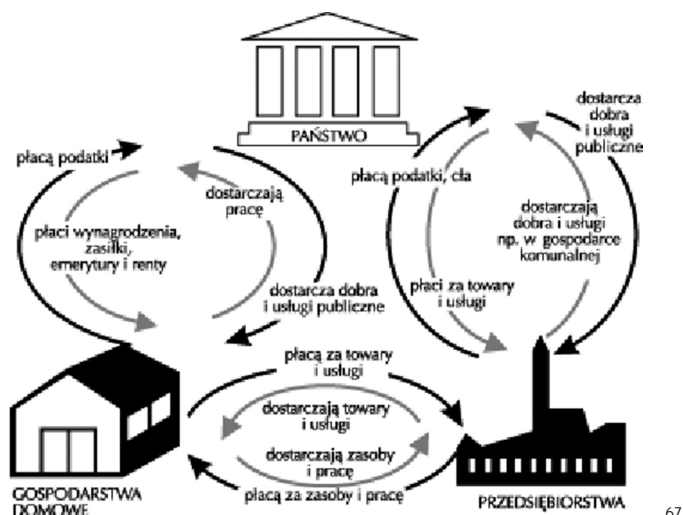 PAŃSTWO
płacą podatki
dostarczają
pracę
płaci wynagrodzenia,
zasiłki,
emerytury i renty
dostarcza dobra
i usługi publiczne
dostarcza
dobra
i usługi
publiczne
płacą podatki, cła
dostarczają
dobra i usługi
np. w gospodarce
komunalnej
płaci za towary
i usługi
płacą za towary
i usługi
dostarczają towary
i usługi
dostarczają zasoby
i pracę
płacą za zasoby i pracę
GOSPODARSTWA
DOMOWE
PRZEDSIĘBIORSTWA
67